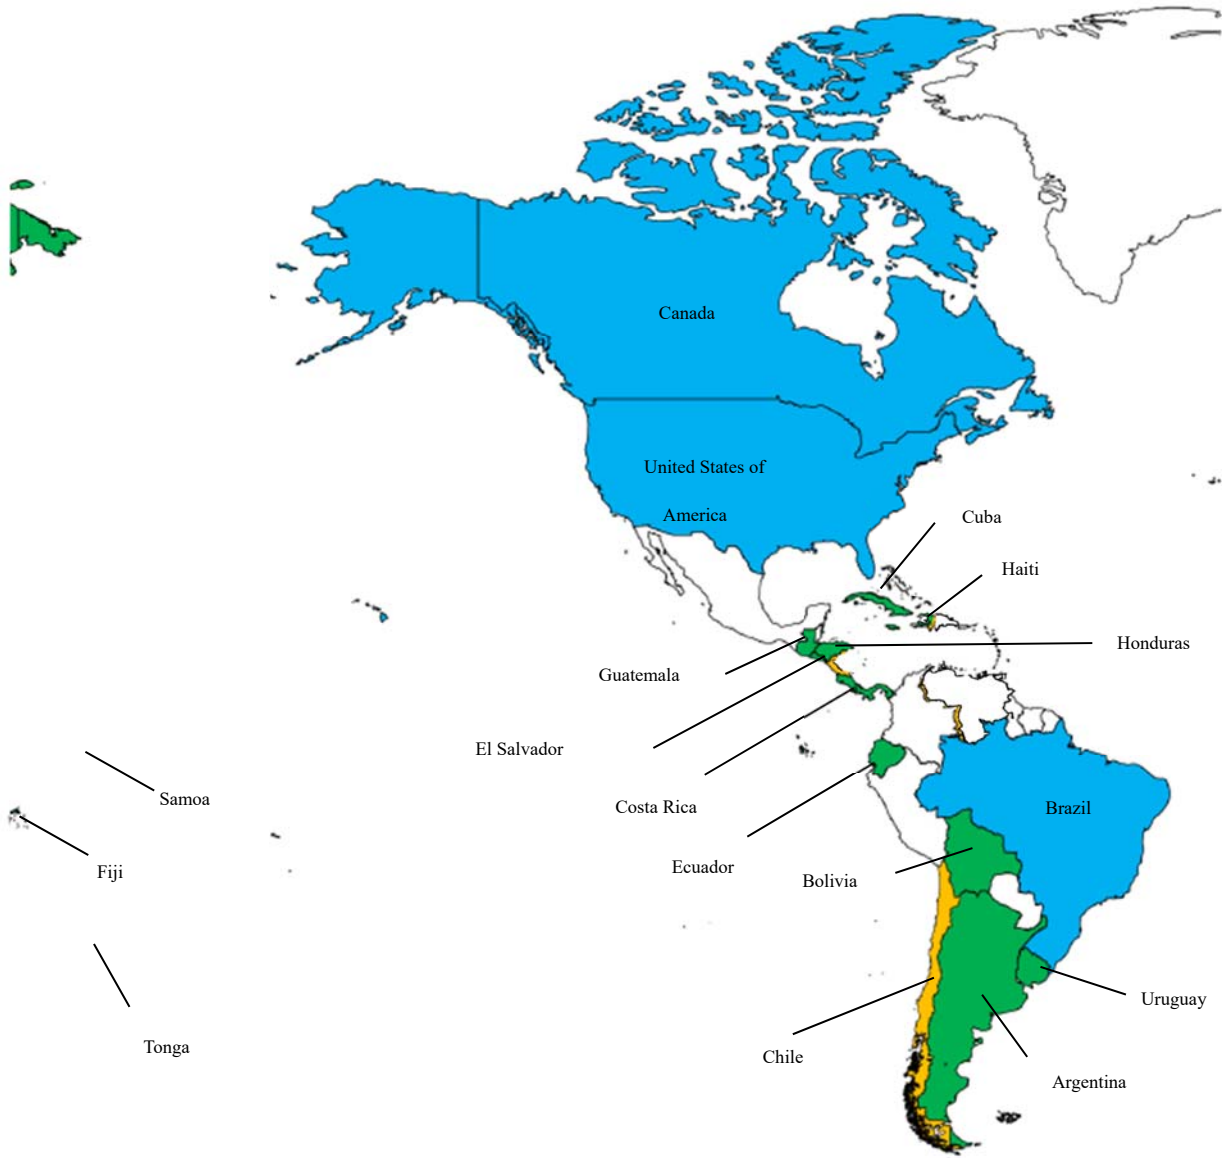 Canada
United States of
America
Cuba
Haiti
Honduras
Guatemala
El Salvador
Samoa
Costa Rica
Brazil
Ecuador
Fiji
Bolivia
Uruguay
Tonga
Chile
Argentina